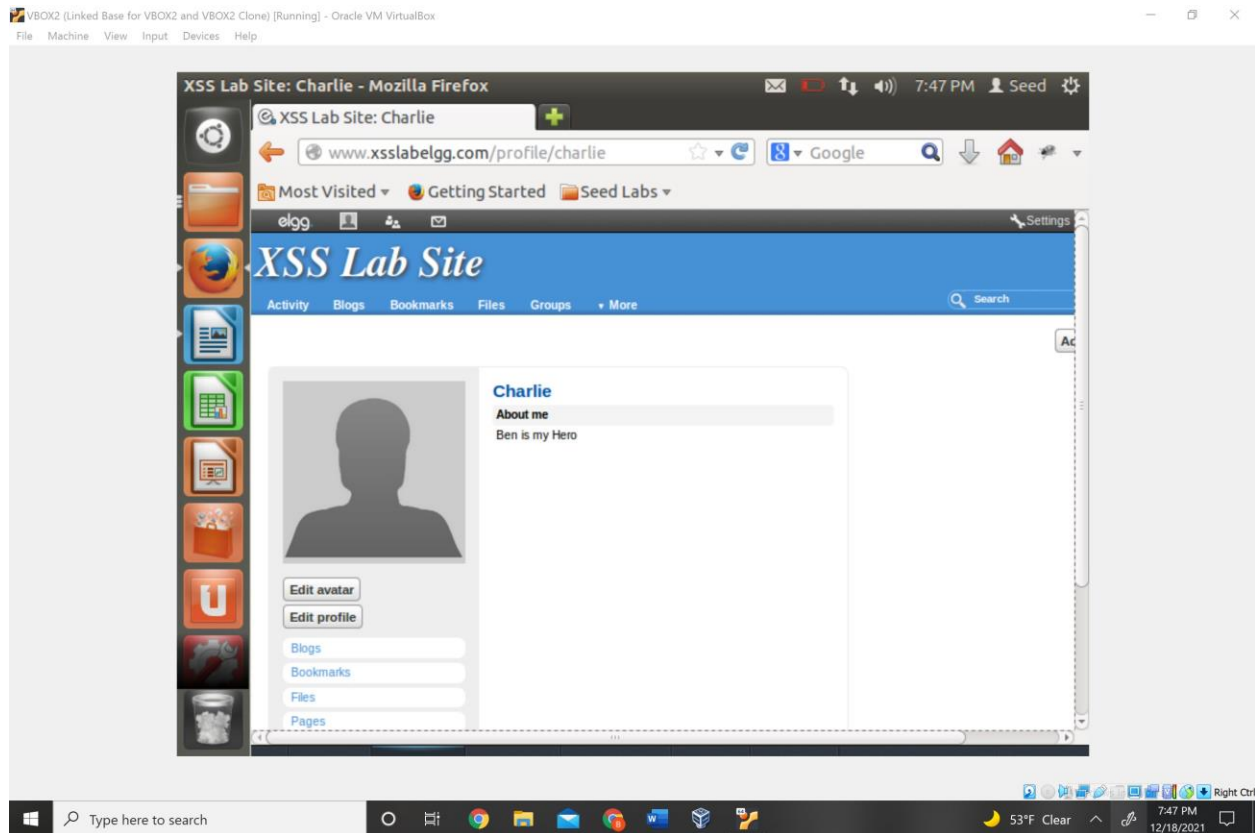 VBOX2 (Linked Base for VBOX2 and VBOX2 Clone) [Running] - Oracle VM VirtualBox
File Machine View Input Devices Help
XSS Lab Site: Charlie - Mozilla Firefox 7:47 PM Seed
XSS Lab Site: Charlie
www.xsslabelgg.com/profile/charlie Google
Most Visited Getting Started Seed Labs
elgg Settings
XSS Lab Site
Activity Blogs Bookmarks Files Groups More Search
Ad
Charlie
About me
Ben is my Hero
Edit avatar
Edit profile
Blogs
Bookmarks
Files
Pages
Right Ctrl
Type here to search 53°F Clear 7:47 PM
12/18/2021